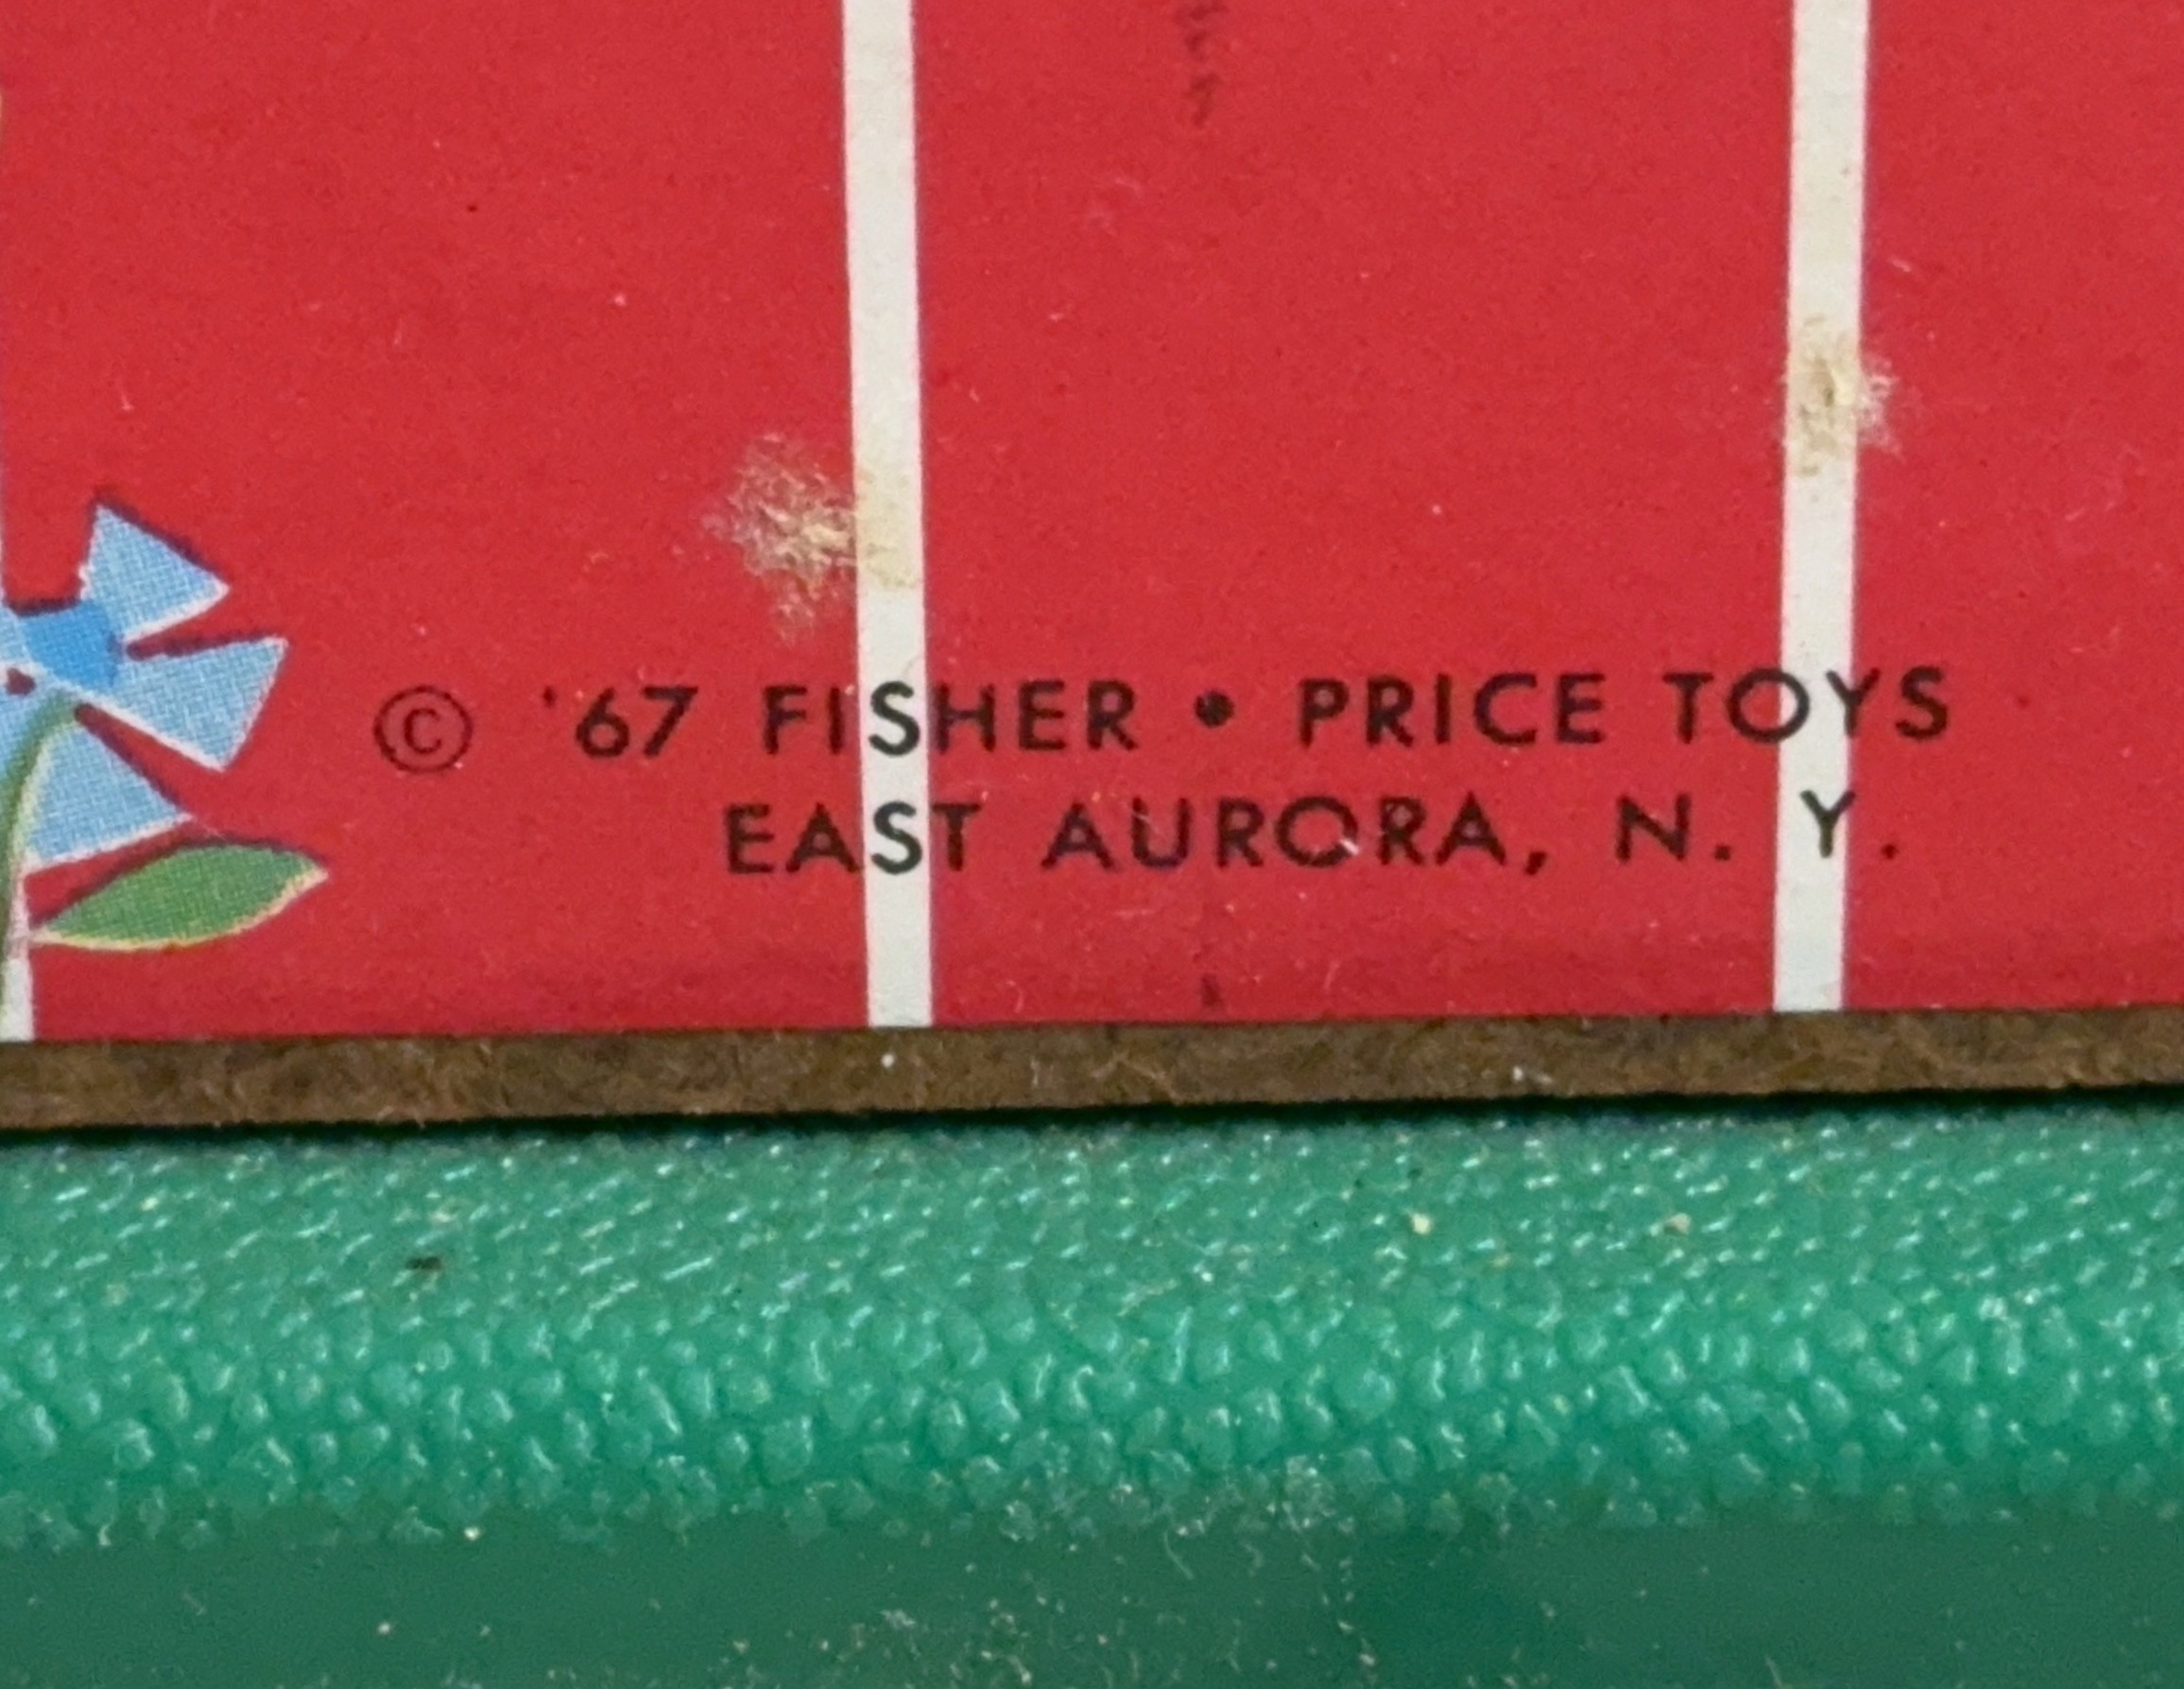 © '67 FISHER • PRICE TOYS
EAST AURORA, N. Y.